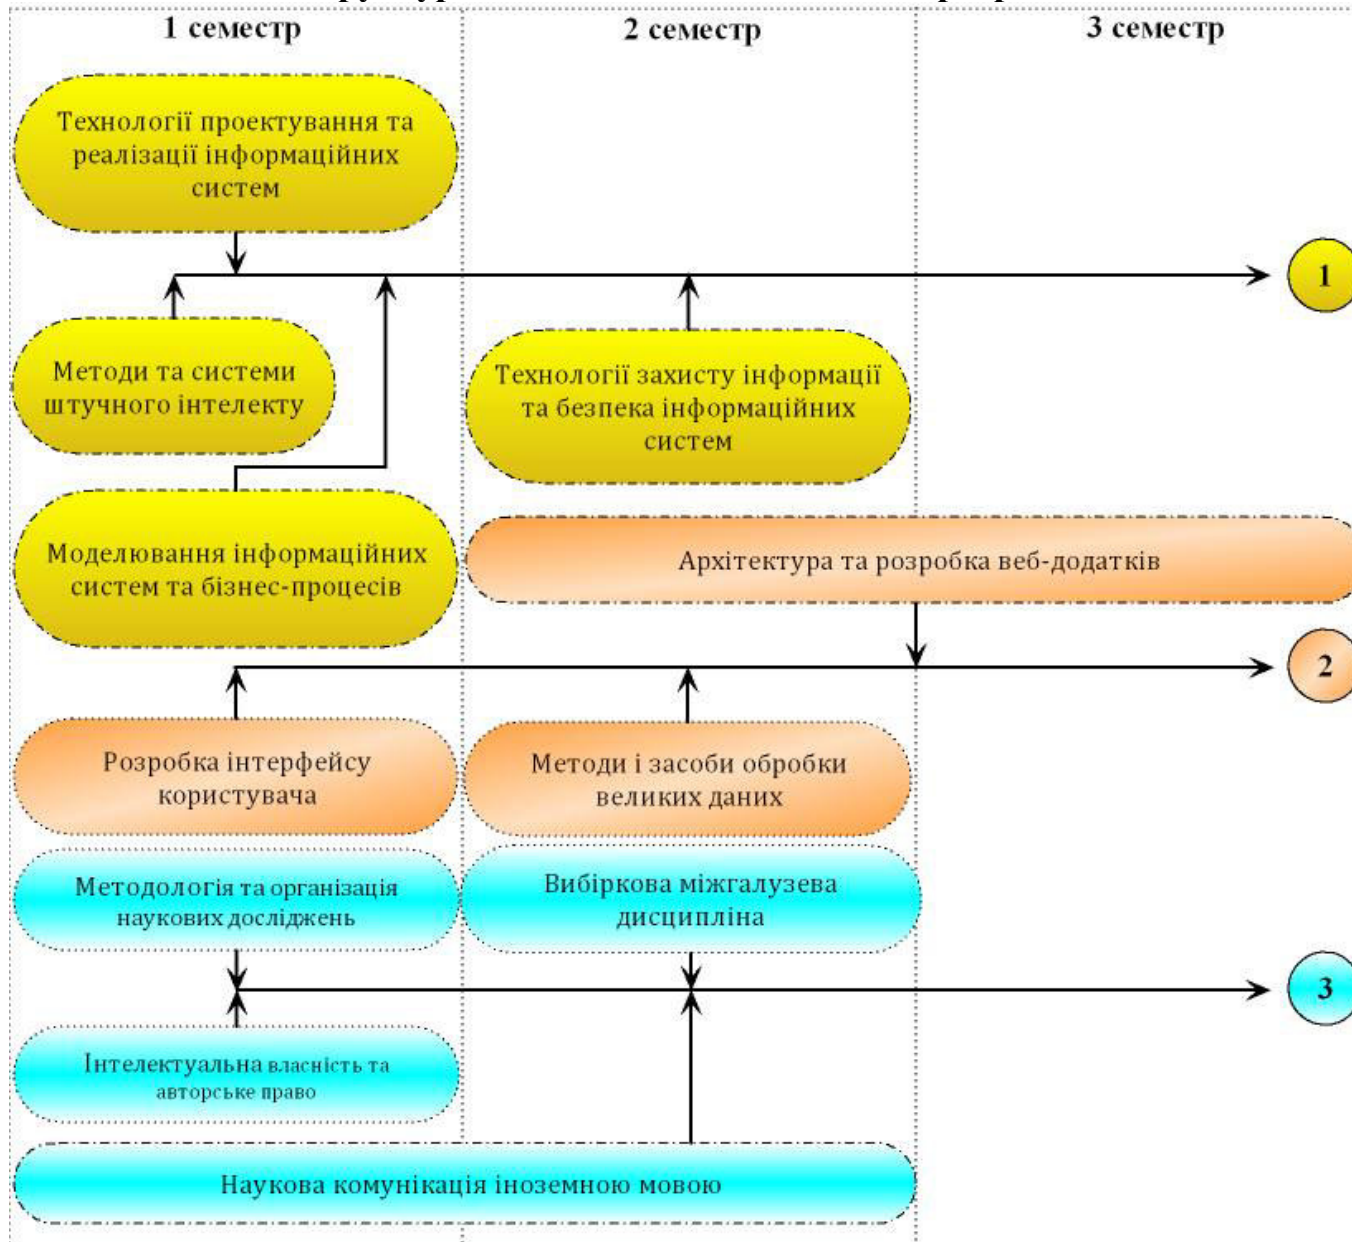 1 семестр
2 семестр
3 семестр
Технології проектування та
реалізації інформаційних
систем
1
Методи та системи
штучного інтелекту
Технології захисту інформації
та безпека інформаційних
систем
Моделювання інформаційних
систем та бізнес-процесів
Архітектура та розробка веб-додатків
2
Розробка інтерфейсу
користувача
Методи і засоби обробки
великих даних
Методологія та організація
наукових досліджень
Вибіркова міжгалузева
дисципліна
3
Інтелектуальна власність та
авторське право
Наукова комунікація іноземною мовою